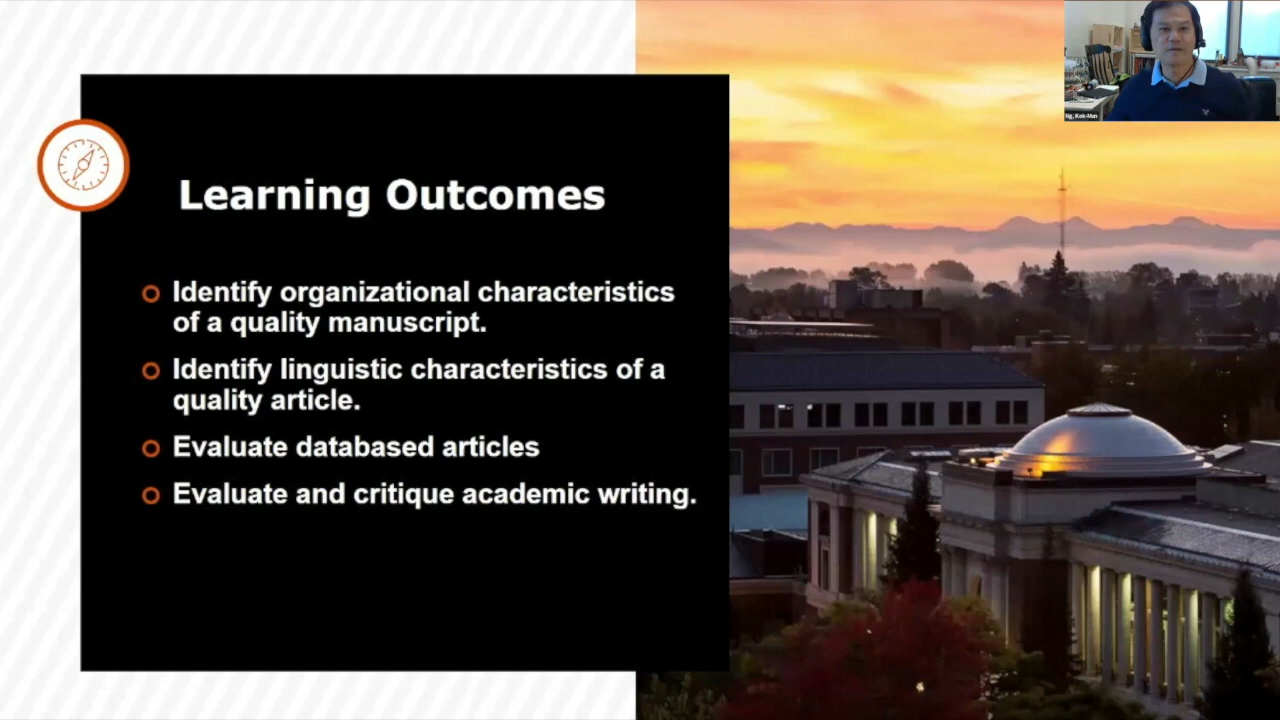 Learning Outcomes
Identify organizational characteristics
of a quality manuscript.
Identify linguistic characteristics of a
quality article.
Evaluate databased articles
Evaluate and critique academic writing.
Ng, Kok-Mun